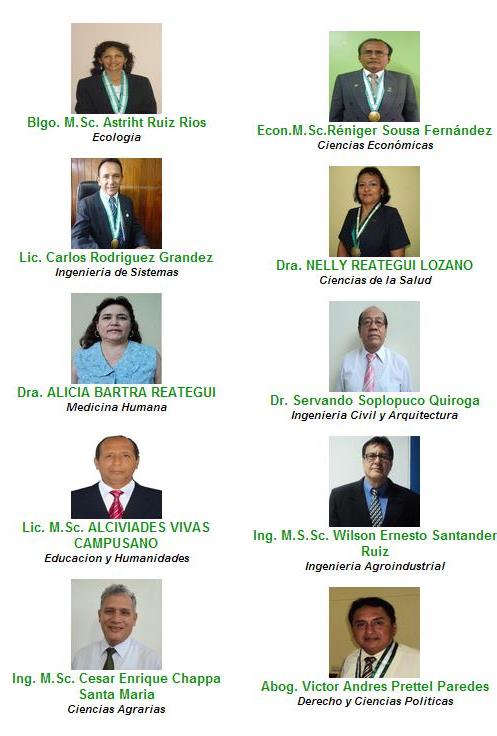 Blgo. M.Sc. Astriht Ruiz Rios
Ecologia
Econ.M.Sc.Réniger Sousa Fernández
Ciencias Económicas
Lic. Carlos Rodriguez Grandez
Ingenieria de Sistemas
Dra. NELLY REATEGUI LOZANO
Ciencias de la Salud
Dra. ALICIA BARTRA REATEGUI
Medicina Humana
Dr. Servando Soplopuco Quiroga
Ingenieria Civil y Arquitectura
Lic. M.Sc. ALCIVIADES VIVAS
CAMPUSANO
Educacion y Humanidades
Ing. M.S.Sc. Wilson Ernesto Santander
Ruiz
Ingenieria Agroindustrial
Ing. M.Sc. Cesar Enrique Chappa
Santa Maria
Ciencias Agrarias
Abog. Victor Andres Prettel Paredes
Derecho y Ciencias Politicas